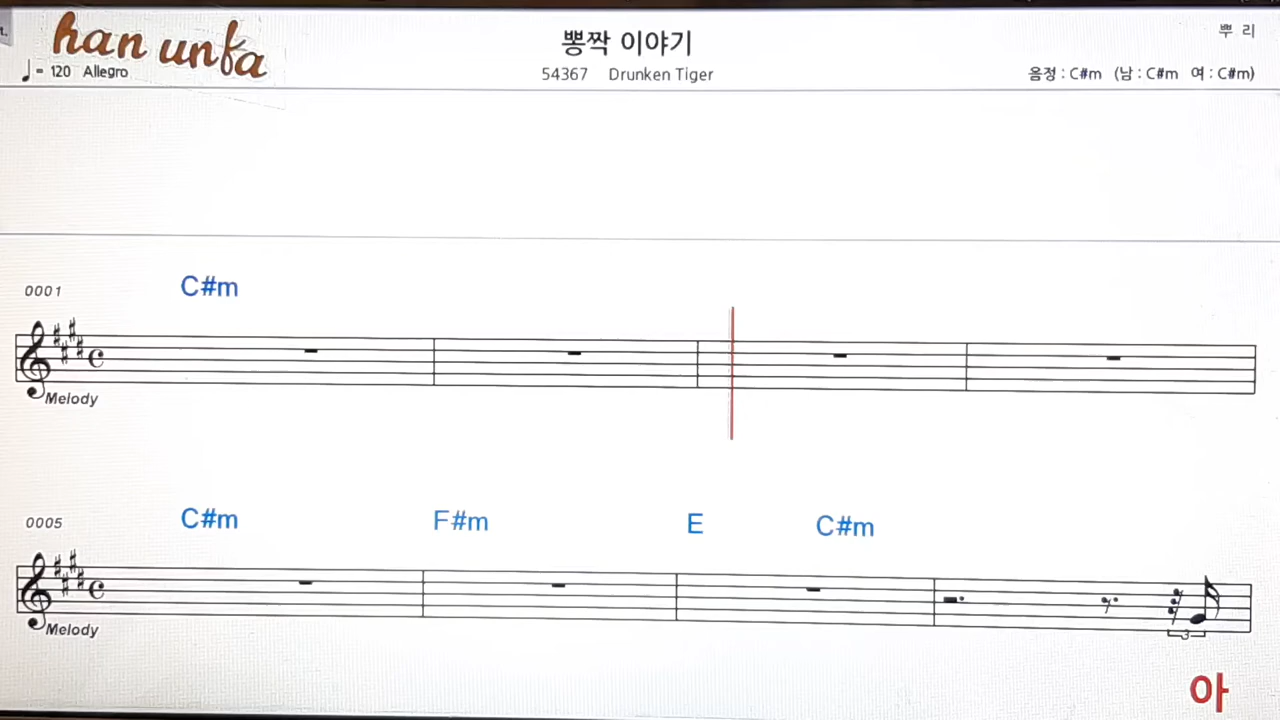 han unfa
뽕짝 이야기
뿌 리
♩= 120 Allegro
54367 Drunken Tiger
음정 : C#m (남 : C#m 여 : C#m)
C#m
0001
Melody
C#m F#m E C#m
0005
Melody
3
아